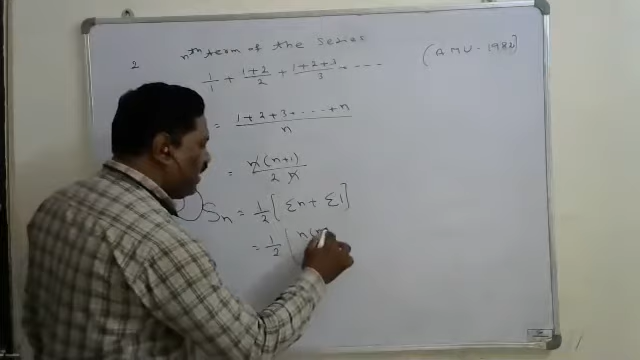 2 nth term of the series
1/1 + 1+2/2 + 1+2+3/3 + ---- (AMU - 1982)
= 1+2+3+ ---- +n/n
= n(n+1)/2n
Sn = 1/2 [Σn + Σ1]
= 1/2 [n(n